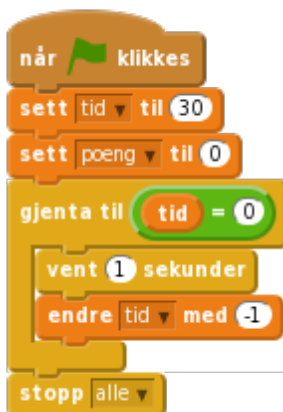 når klikkes
sett tid til 30
sett poeng til 0
gjenta til tid = 0
vent 1 sekunder
endre tid med -1
stopp alle